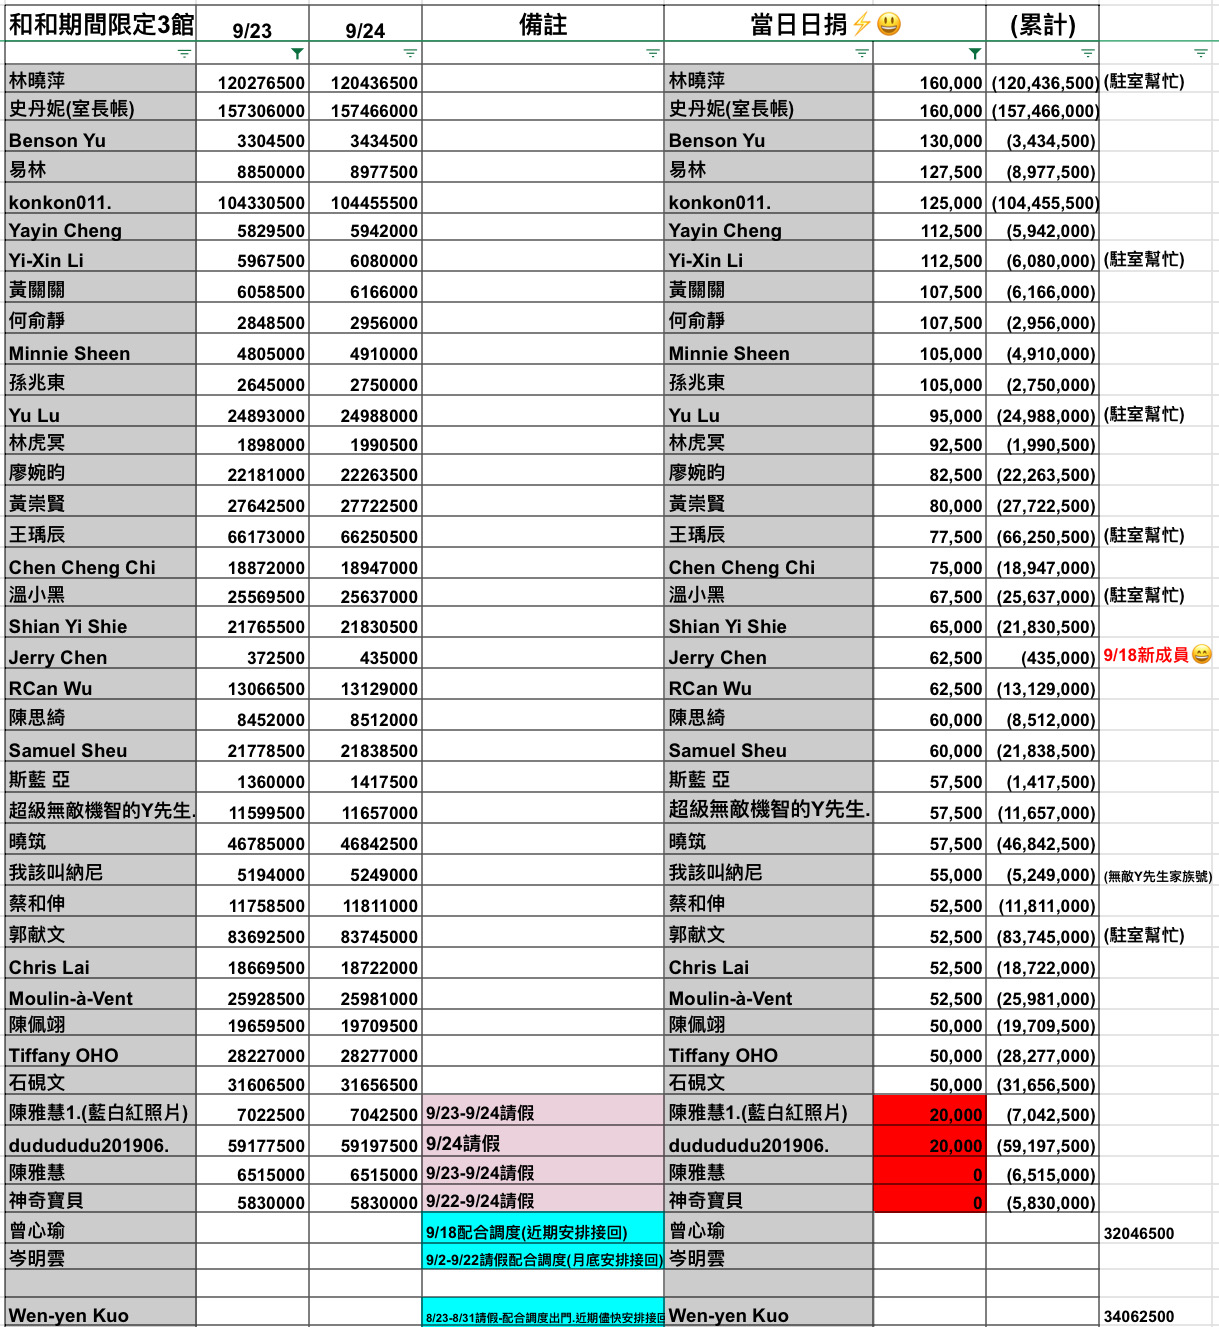 和和期間限定3館 9/23 9/24 備註 當日日捐⚡😃 (累計)
林曉萍 120276500 120436500 林曉萍 160,000 (120,436,500) (駐室幫忙)
史丹妮(室長帳) 157306000 157466000 史丹妮(室長帳) 160,000 (157,466,000)
Benson Yu 3304500 3434500 Benson Yu 130,000 (3,434,500)
易林 8850000 8977500 易林 127,500 (8,977,500)
konkon011. 104330500 104455500 konkon011. 125,000 (104,455,500)
Yayin Cheng 5829500 5942000 Yayin Cheng 112,500 (5,942,000)
Yi-Xin Li 5967500 6080000 Yi-Xin Li 112,500 (6,080,000) (駐室幫忙)
黃關關 6058500 6166000 黃關關 107,500 (6,166,000)
何俞靜 2848500 2956000 何俞靜 107,500 (2,956,000)
Minnie Sheen 4805000 4910000 Minnie Sheen 105,000 (4,910,000)
孫兆東 2645000 2750000 孫兆東 105,000 (2,750,000)
Yu Lu 24893000 24988000 Yu Lu 95,000 (24,988,000) (駐室幫忙)
林虎冥 1898000 1990500 林虎冥 92,500 (1,990,500)
廖婉昀 22181000 22263500 廖婉昀 82,500 (22,263,500)
黃崇賢 27642500 27722500 黃崇賢 80,000 (27,722,500)
王瑀辰 66173000 66250500 王瑀辰 77,500 (66,250,500) (駐室幫忙)
Chen Cheng Chi 18872000 18947000 Chen Cheng Chi 75,000 (18,947,000)
溫小黑 25569500 25637000 溫小黑 67,500 (25,637,000) (駐室幫忙)
Shian Yi Shie 21765500 21830500 Shian Yi Shie 65,000 (21,830,500)
Jerry Chen 372500 435000 Jerry Chen 62,500 (435,000) 9/18新成員😄
RCan Wu 13066500 13129000 RCan Wu 62,500 (13,129,000)
陳思綺 8452000 8512000 陳思綺 60,000 (8,512,000)
Samuel Sheu 21778500 21838500 Samuel Sheu 60,000 (21,838,500)
斯藍 亞 1360000 1417500 斯藍 亞 57,500 (1,417,500)
超級無敵機智的Y先生. 11599500 11657000 超級無敵機智的Y先生. 57,500 (11,657,000)
曉筑 46785000 46842500 曉筑 57,500 (46,842,500)
我該叫納尼 5194000 5249000 我該叫納尼 55,000 (5,249,000) (無敵Y先生家族號)
蔡和伸 11758500 11811000 蔡和伸 52,500 (11,811,000)
郭献文 83692500 83745000 郭献文 52,500 (83,745,000) (駐室幫忙)
Chris Lai 18669500 18722000 Chris Lai 52,500 (18,722,000)
Moulin-à-Vent 25928500 25981000 Moulin-à-Vent 52,500 (25,981,000)
陳佩翊 19659500 19709500 陳佩翊 50,000 (19,709,500)
Tiffany OHO 28227000 28277000 Tiffany OHO 50,000 (28,277,000)
石硯文 31606500 31656500 石硯文 50,000 (31,656,500)
陳雅慧1.(藍白紅照片) 7022500 7042500 9/23-9/24請假 陳雅慧1.(藍白紅照片) 20,000 (7,042,500)
dudududu201906. 59177500 59197500 9/24請假 dudududu201906. 20,000 (59,197,500)
陳雅慧 6515000 6515000 9/23-9/24請假 陳雅慧 0 (6,515,000)
神奇寶貝 5830000 5830000 9/22-9/24請假 神奇寶貝 0 (5,830,000)
曾心瑜 9/18配合調度(近期安排接回) 曾心瑜 32046500
岑明雲 9/2-9/22請假配合調度(月底安排接回) 岑明雲
Wen-yen Kuo 8/23-8/31請假-配合調度出門.近期儘快安排接回 Wen-yen Kuo 34062500